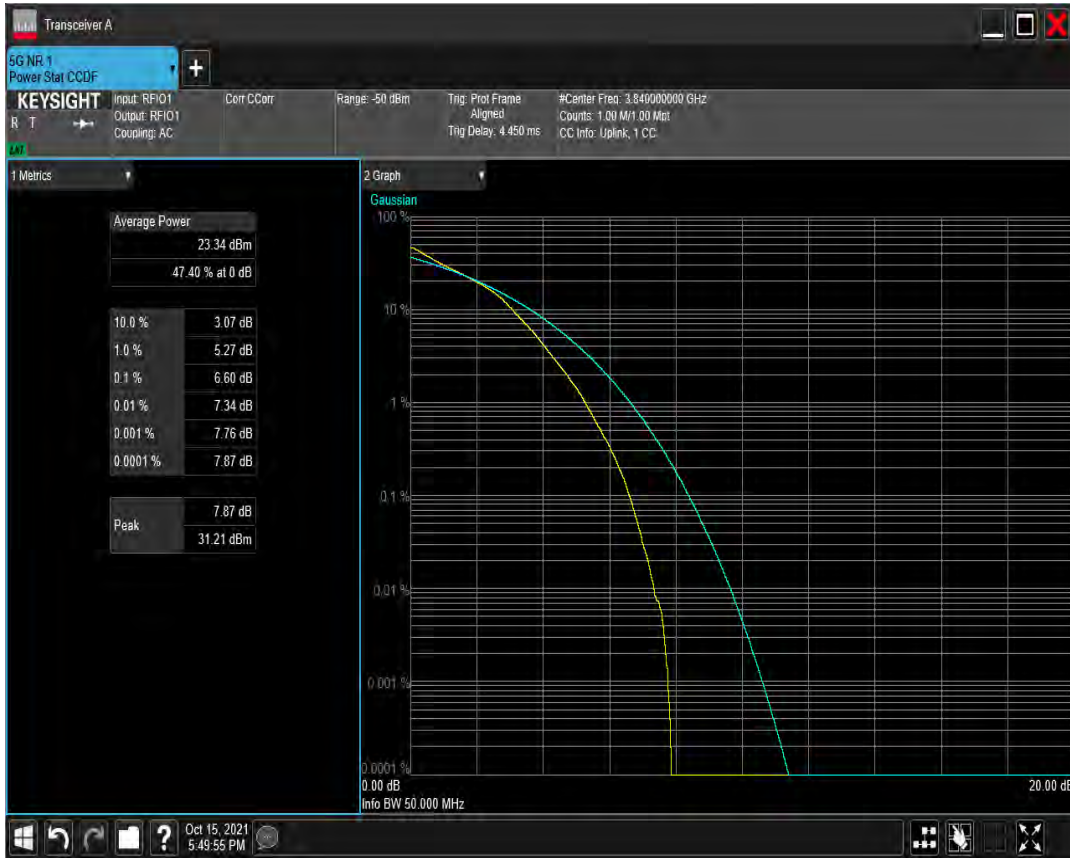 Transceiver A
5G NR 1
Power Stat CCDF
+
KEYSIGHT
R T
LXI
Input: RFIO1
Output: RFIO1
Coupling: AC
Corr CCorr
Range: -50 dBm
Trig: Prot Frame
Aligned
Trig Delay: 4.450 ms
#Center Freq: 3.840000000 GHz
Counts: 1.00 M/1.00 Mpt
CC Info: Uplink, 1 CC
1 Metrics
Average Power
23.34 dBm
47.40 % at 0 dB
10.0 % 3.07 dB
1.0 % 5.27 dB
0.1 % 6.60 dB
0.01 % 7.34 dB
0.001 % 7.76 dB
0.0001 % 7.87 dB
Peak
7.87 dB
31.21 dBm
2 Graph
Gaussian
100 %
10 %
1 %
0.1 %
0.01 %
0.001 %
0.0001 %
0.00 dB
20.00 dB
Info BW 50.000 MHz
?
Oct 15, 2021
5:49:55 PM